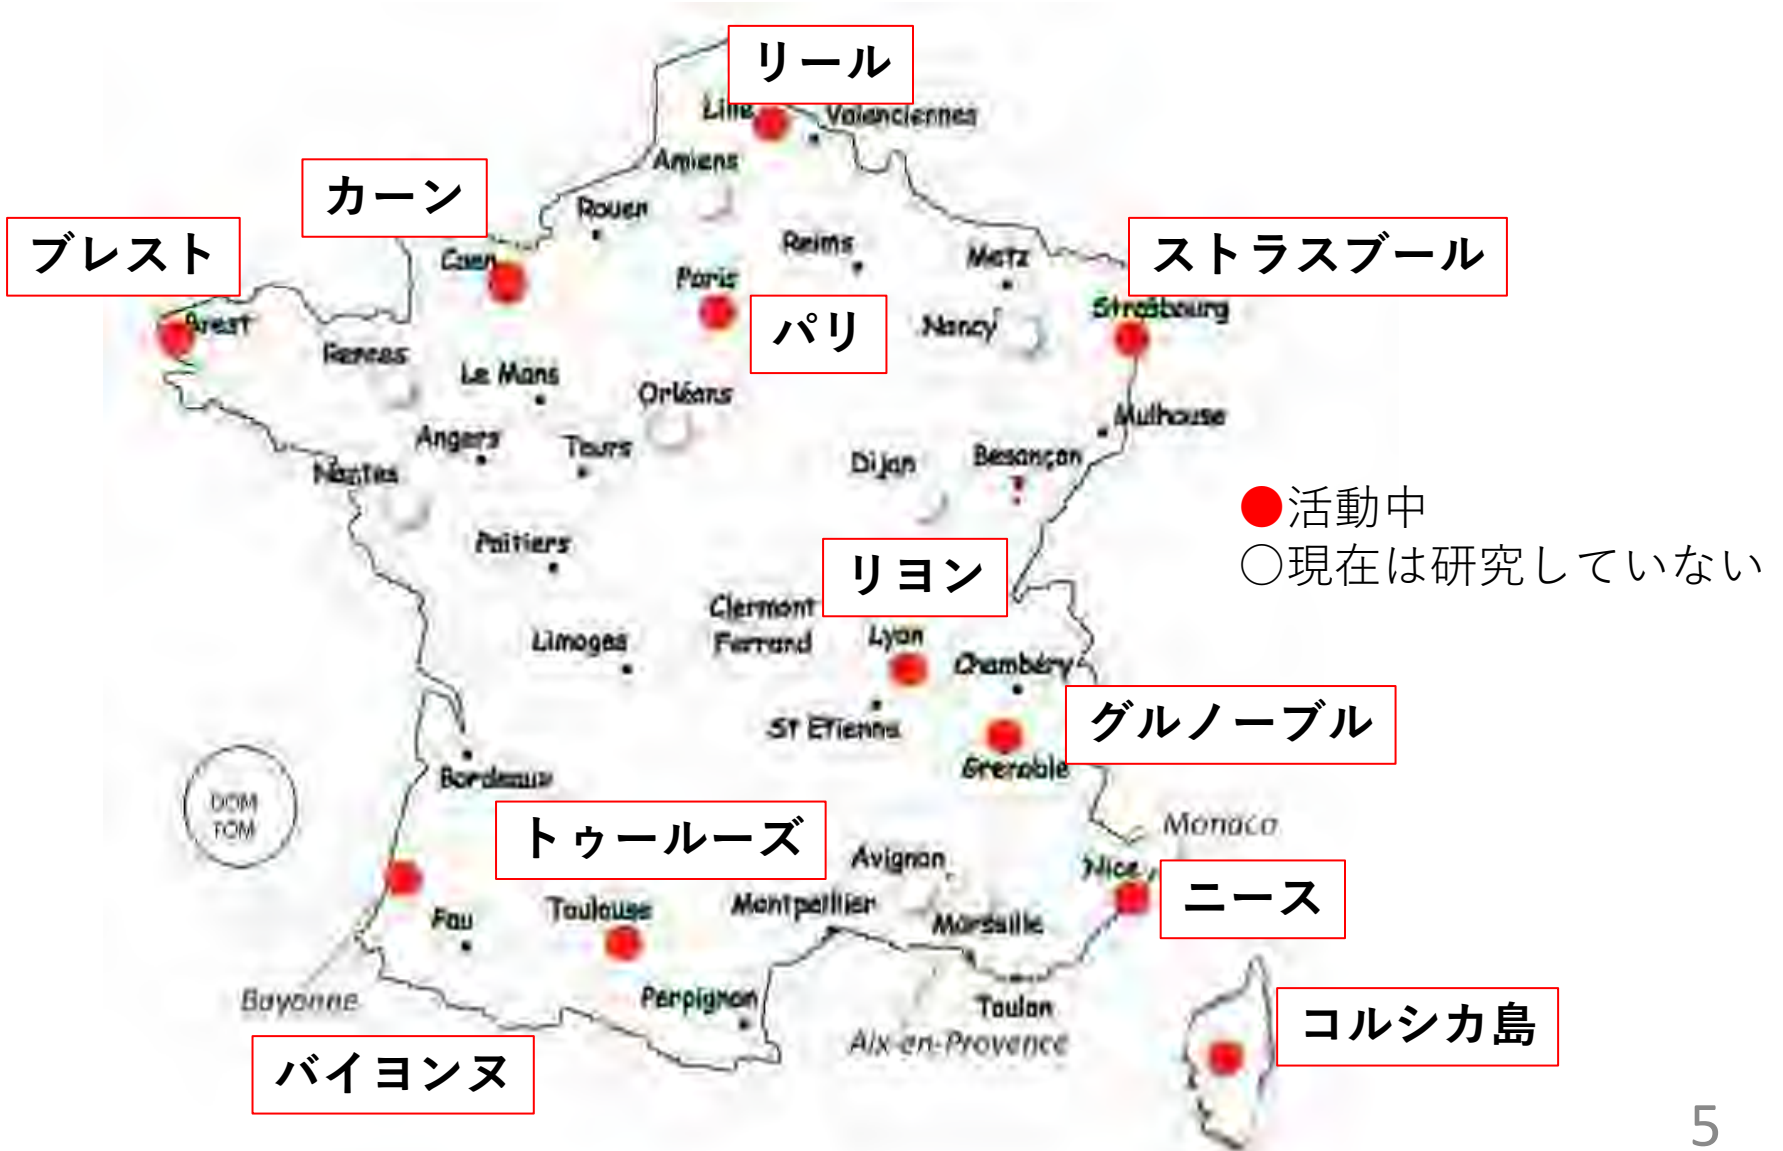 リール
Lille
Valenciennes
Amiens
カーン
Rouen
ブレスト
Reims
Metz
ストラスブール
Caen
Paris
パリ
Nancy
Strasbourg
Brest
Rennes
Le Mans
Orléans
Mulhouse
Angers
Tours
Dijan
Besançon
Nantes
●活動中
○現在は研究していない
Poitiers
リヨン
Clermont
Ferrand
Limoges
Lyon
Chambéry
St Etienne
グルノーブル
Grenoble
Bordeaux
DOM
TOM
トゥールーズ
Monaco
Avignon
Nice
ニース
Pau
Toulouse
Montpellier
Marseille
Bayonne
Perpignan
Toulon
Aix-en-Provence
コルシカ島
バイヨンヌ
5